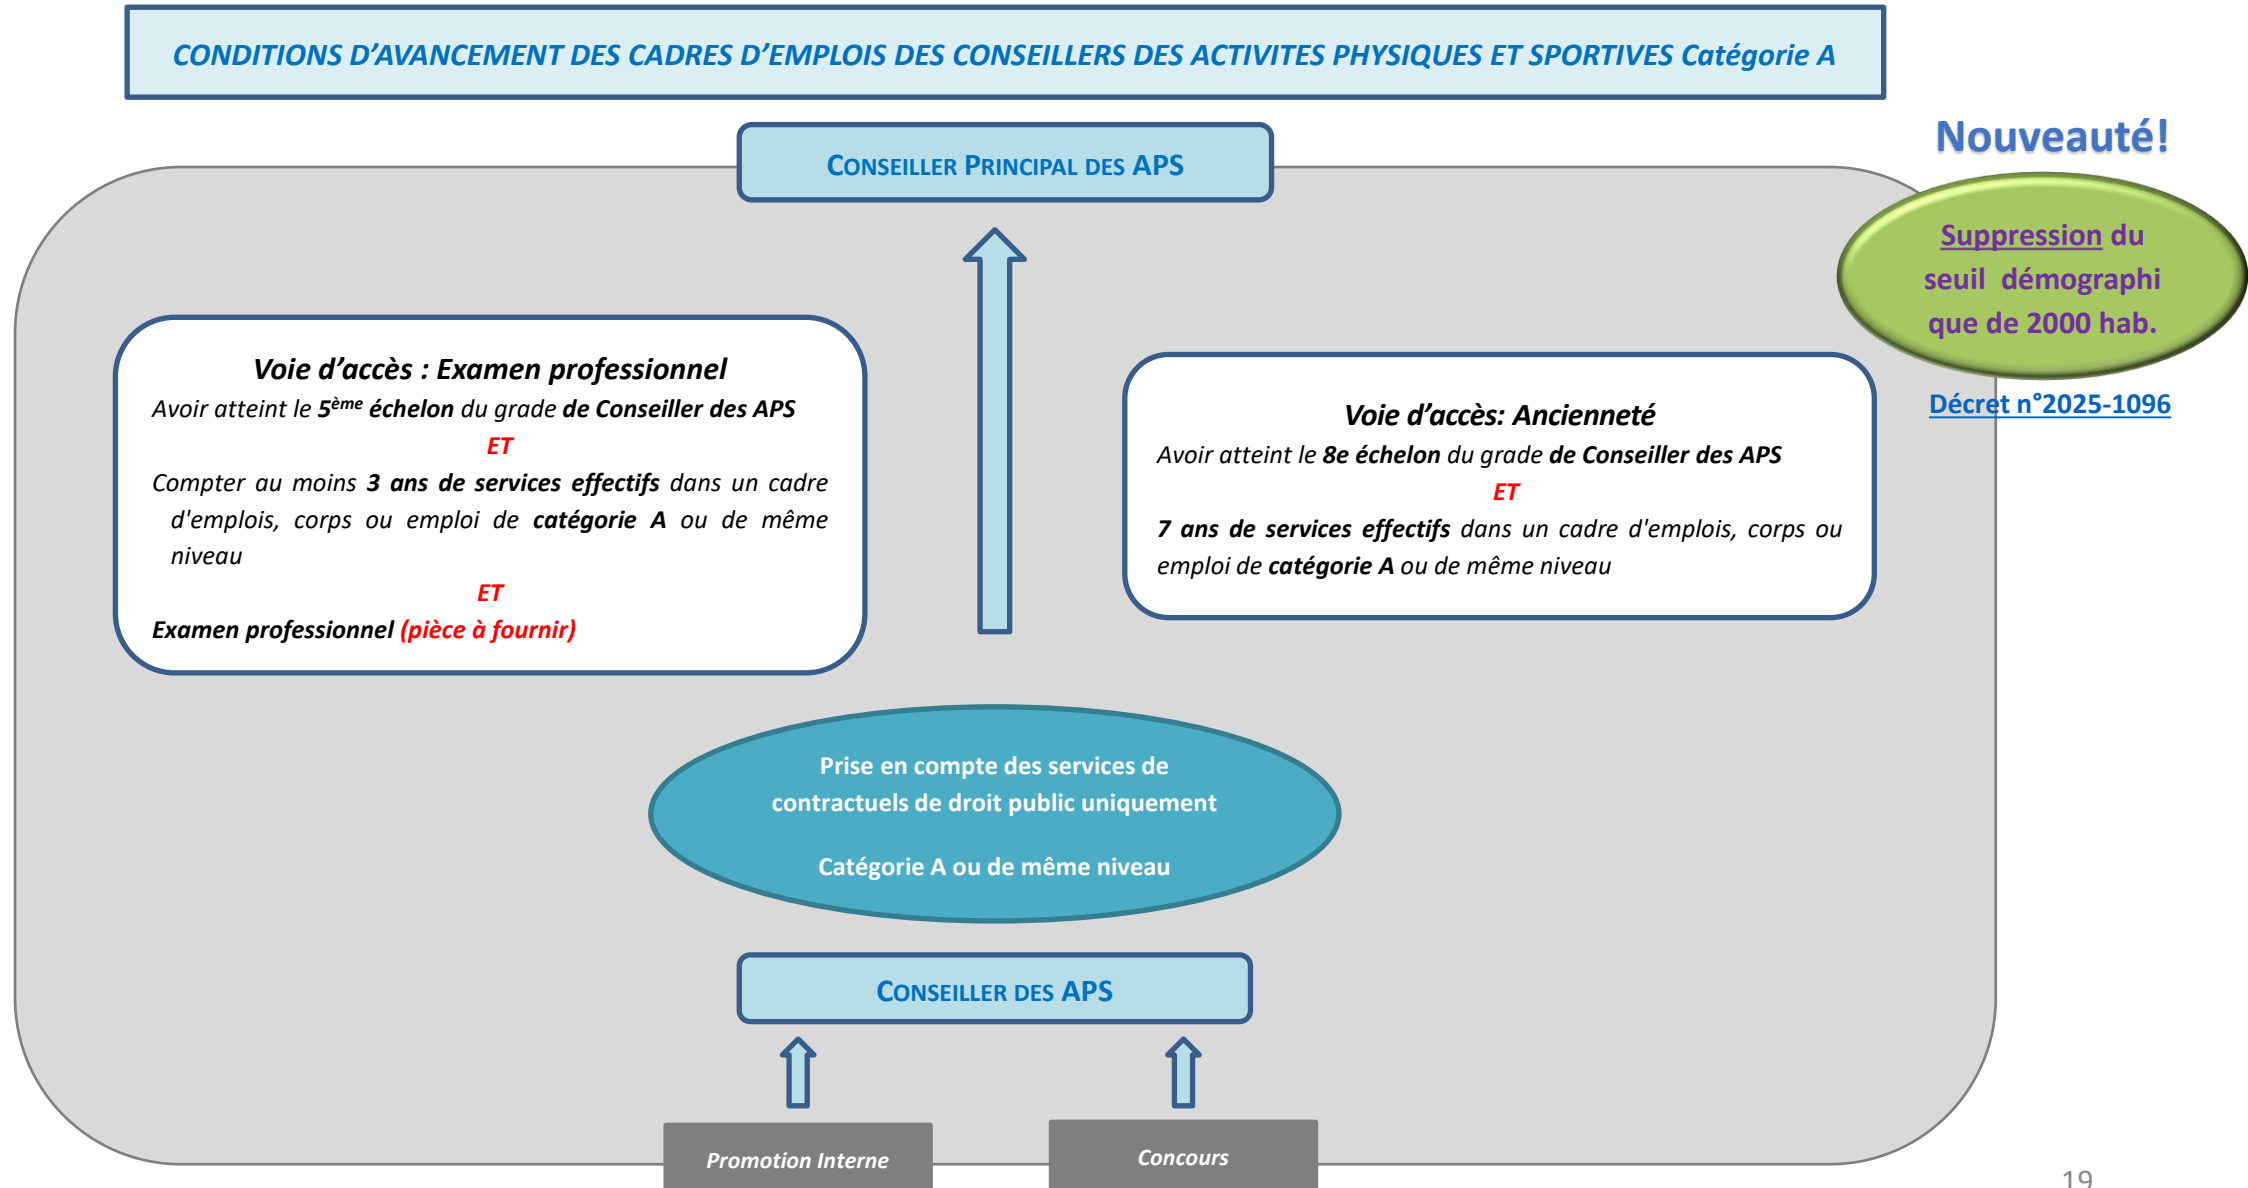 CONDITIONS D'AVANCEMENT DES CADRES D'EMPLOIS DES CONSEILLERS DES ACTIVITES PHYSIQUES ET SPORTIVES Catégorie A
CONSEILLER PRINCIPAL DES APS
Nouveauté!
Suppression du
seuil démographi
que de 2000 hab.
Décret n°2025-1096
Voie d'accès : Examen professionnel
Avoir atteint le 5ème échelon du grade de Conseiller des APS
ET
Compter au moins 3 ans de services effectifs dans un cadre
d'emplois, corps ou emploi de catégorie A ou de même
niveau
ET
Examen professionnel (pièce à fournir)
Voie d'accès: Ancienneté
Avoir atteint le 8e échelon du grade de Conseiller des APS
ET
7 ans de services effectifs dans un cadre d'emplois, corps ou
emploi de catégorie A ou de même niveau
Prise en compte des services de
contractuels de droit public uniquement
Catégorie A ou de même niveau
CONSEILLER DES APS
Promotion Interne
Concours
19